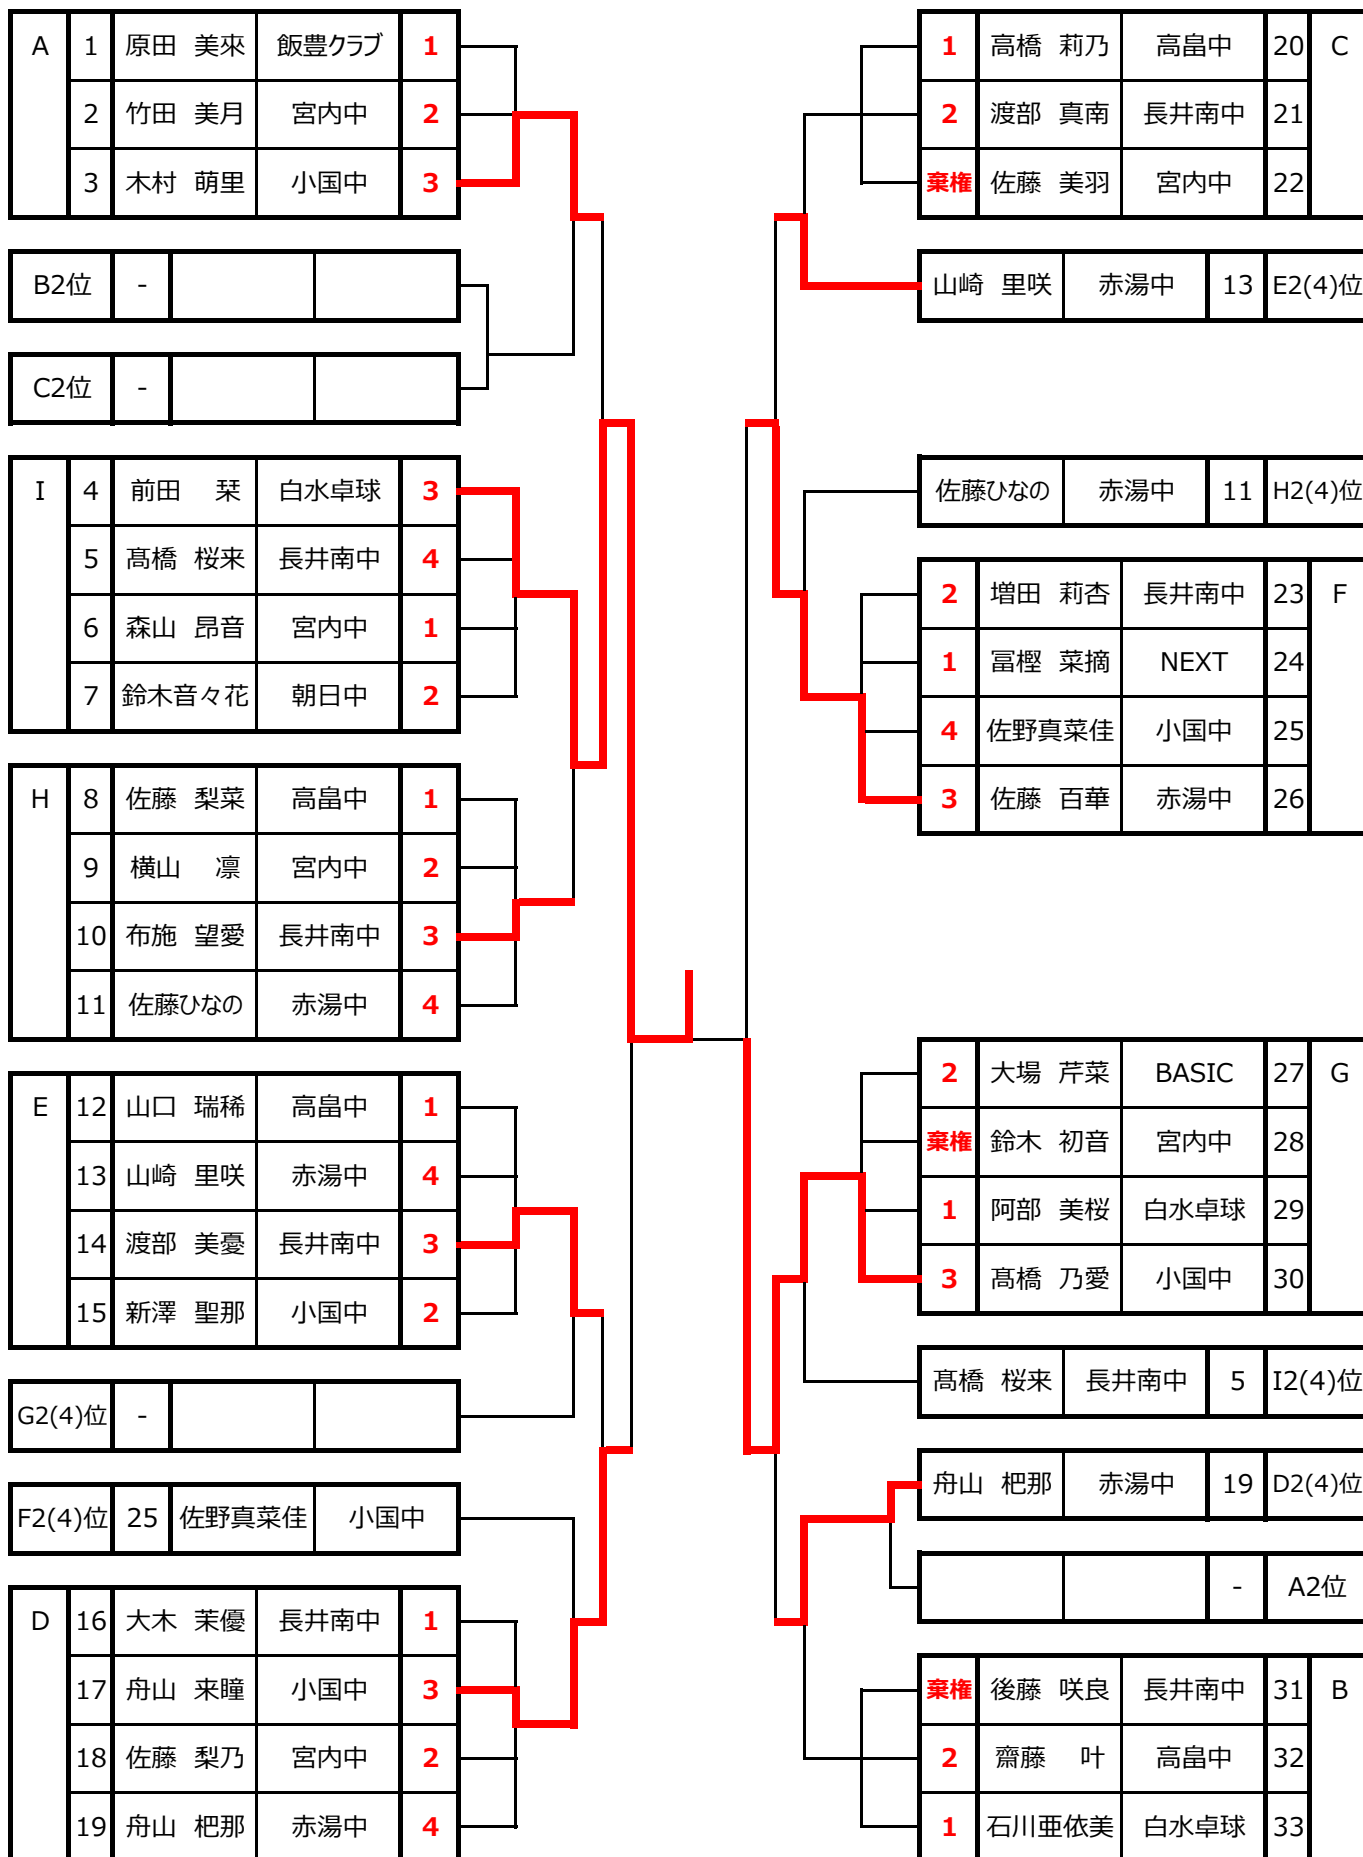 A 1 原田 美來 飯豊クラブ 1
2 竹田 美月 宮内中 2
3 木村 萌里 小国中 3
B2位 -
C2位 -
I 4 前田 栞 白水卓球 3
5 髙橋 桜来 長井南中 4
6 森山 昂音 宮内中 1
7 鈴木音々花 朝日中 2
H 8 佐藤 梨菜 高畠中 1
9 横山 凛 宮内中 2
10 布施 望愛 長井南中 3
11 佐藤ひなの 赤湯中 4
E 12 山口 瑞稀 高畠中 1
13 山崎 里咲 赤湯中 4
14 渡部 美憂 長井南中 3
15 新澤 聖那 小国中 2
G2(4)位 -
F2(4)位 25 佐野真菜佳 小国中
D 16 大木 茉優 長井南中 1
17 舟山 来瞳 小国中 3
18 佐藤 梨乃 宮内中 2
19 舟山 杷那 赤湯中 4
1 高橋 莉乃 高畠中 20 C
2 渡部 真南 長井南中 21
棄権 佐藤 美羽 宮内中 22
山崎 里咲 赤湯中 13 E2(4)位
佐藤ひなの 赤湯中 11 H2(4)位
2 増田 莉杏 長井南中 23 F
1 冨樫 菜摘 NEXT 24
4 佐野真菜佳 小国中 25
3 佐藤 百華 赤湯中 26
2 大場 芹菜 BASIC 27 G
棄権 鈴木 初音 宮内中 28
1 阿部 美桜 白水卓球 29
3 髙橋 乃愛 小国中 30
髙橋 桜来 長井南中 5 I2(4)位
舟山 杷那 赤湯中 19 D2(4)位
- A2位
棄権 後藤 咲良 長井南中 31 B
2 齋藤 叶 高畠中 32
1 石川亜依美 白水卓球 33